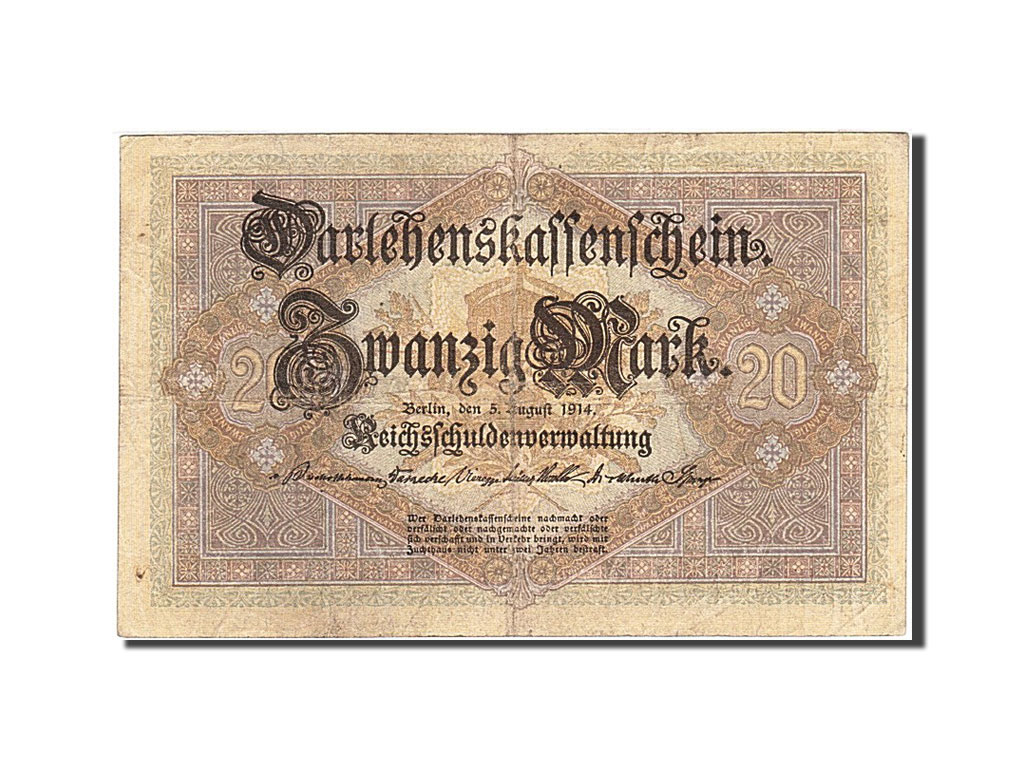 Darlehenskassenschein.
Zwanzig Mark.
20 20
Berlin, den 5. August 1914.
Reichsschuldenverwaltung
Wer Darlehenskassenscheine nachmacht oder
verfälscht oder nachgemachte oder verfälschte
sich verschafft und in Verkehr bringt, wird mit
Zuchthaus nicht unter zwei Jahren bestraft.